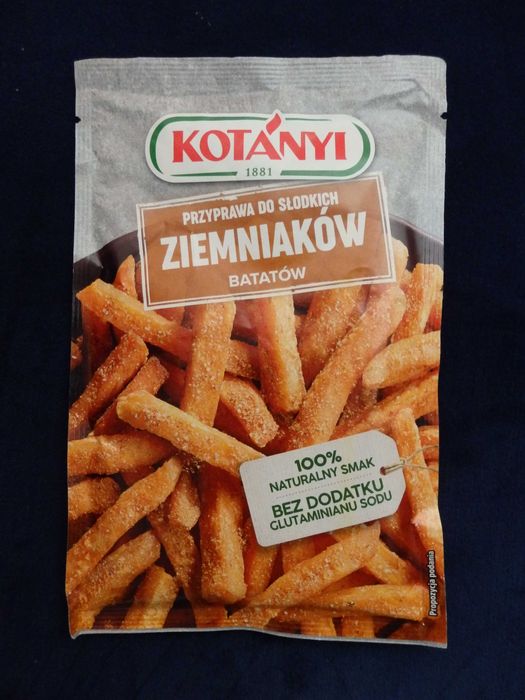 KOTÁNYI
1881
PRZYPRAWA DO SŁODKICH
ZIEMNIAKÓW
BATATÓW
100%
NATURALNY SMAK
BEZ DODATKU
GLUTAMINIANU SODU
Propozycja podania